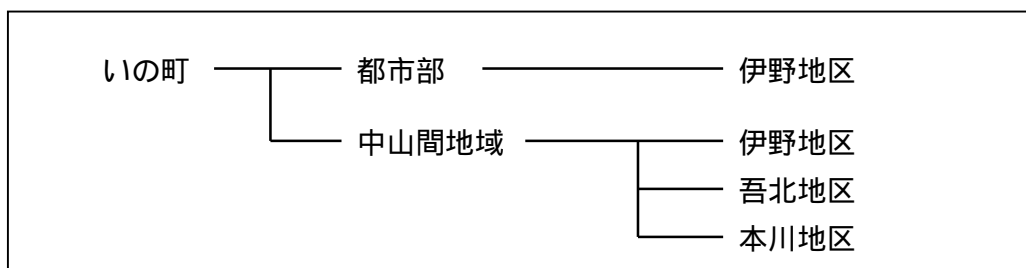 いの町 都市部 伊野地区
中山間地域 伊野地区
吾北地区
本川地区